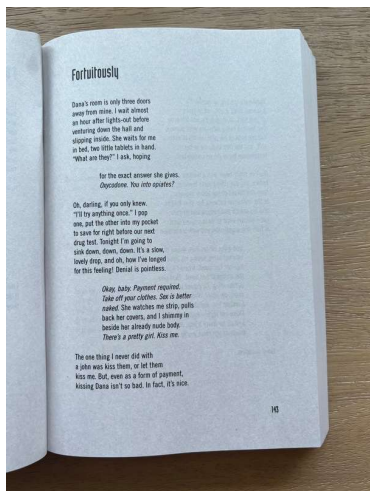 Fortuitously
Dana's room is only three doors
away from mine. I wait almost
an hour after lights-out before
venturing down the hall and
slipping inside. She waits for me
in bed, two little tablets in hand.
"What are they?" I ask, hoping
for the exact answer she gives.
Oxycodone. You into opiates?
Oh, darling, if you only knew.
"I'll try anything once." I pop
one, put the other into my pocket
to save for right before our next
drug test. Tonight I'm going to
sink down, down, down. It's a slow,
lovely drop, and oh, how I've longed
for this feeling! Denial is pointless.
Okay, baby. Payment required.
Take off your clothes. Sex is better
naked. She watches me strip, pulls
back her covers, and I shimmy in
beside her already nude body.
There's a pretty girl. Kiss me.
The one thing I never did with
a john was kiss them, or let them
kiss me. But, even as a form of payment,
kissing Dana isn't so bad. In fact, it's nice.
143